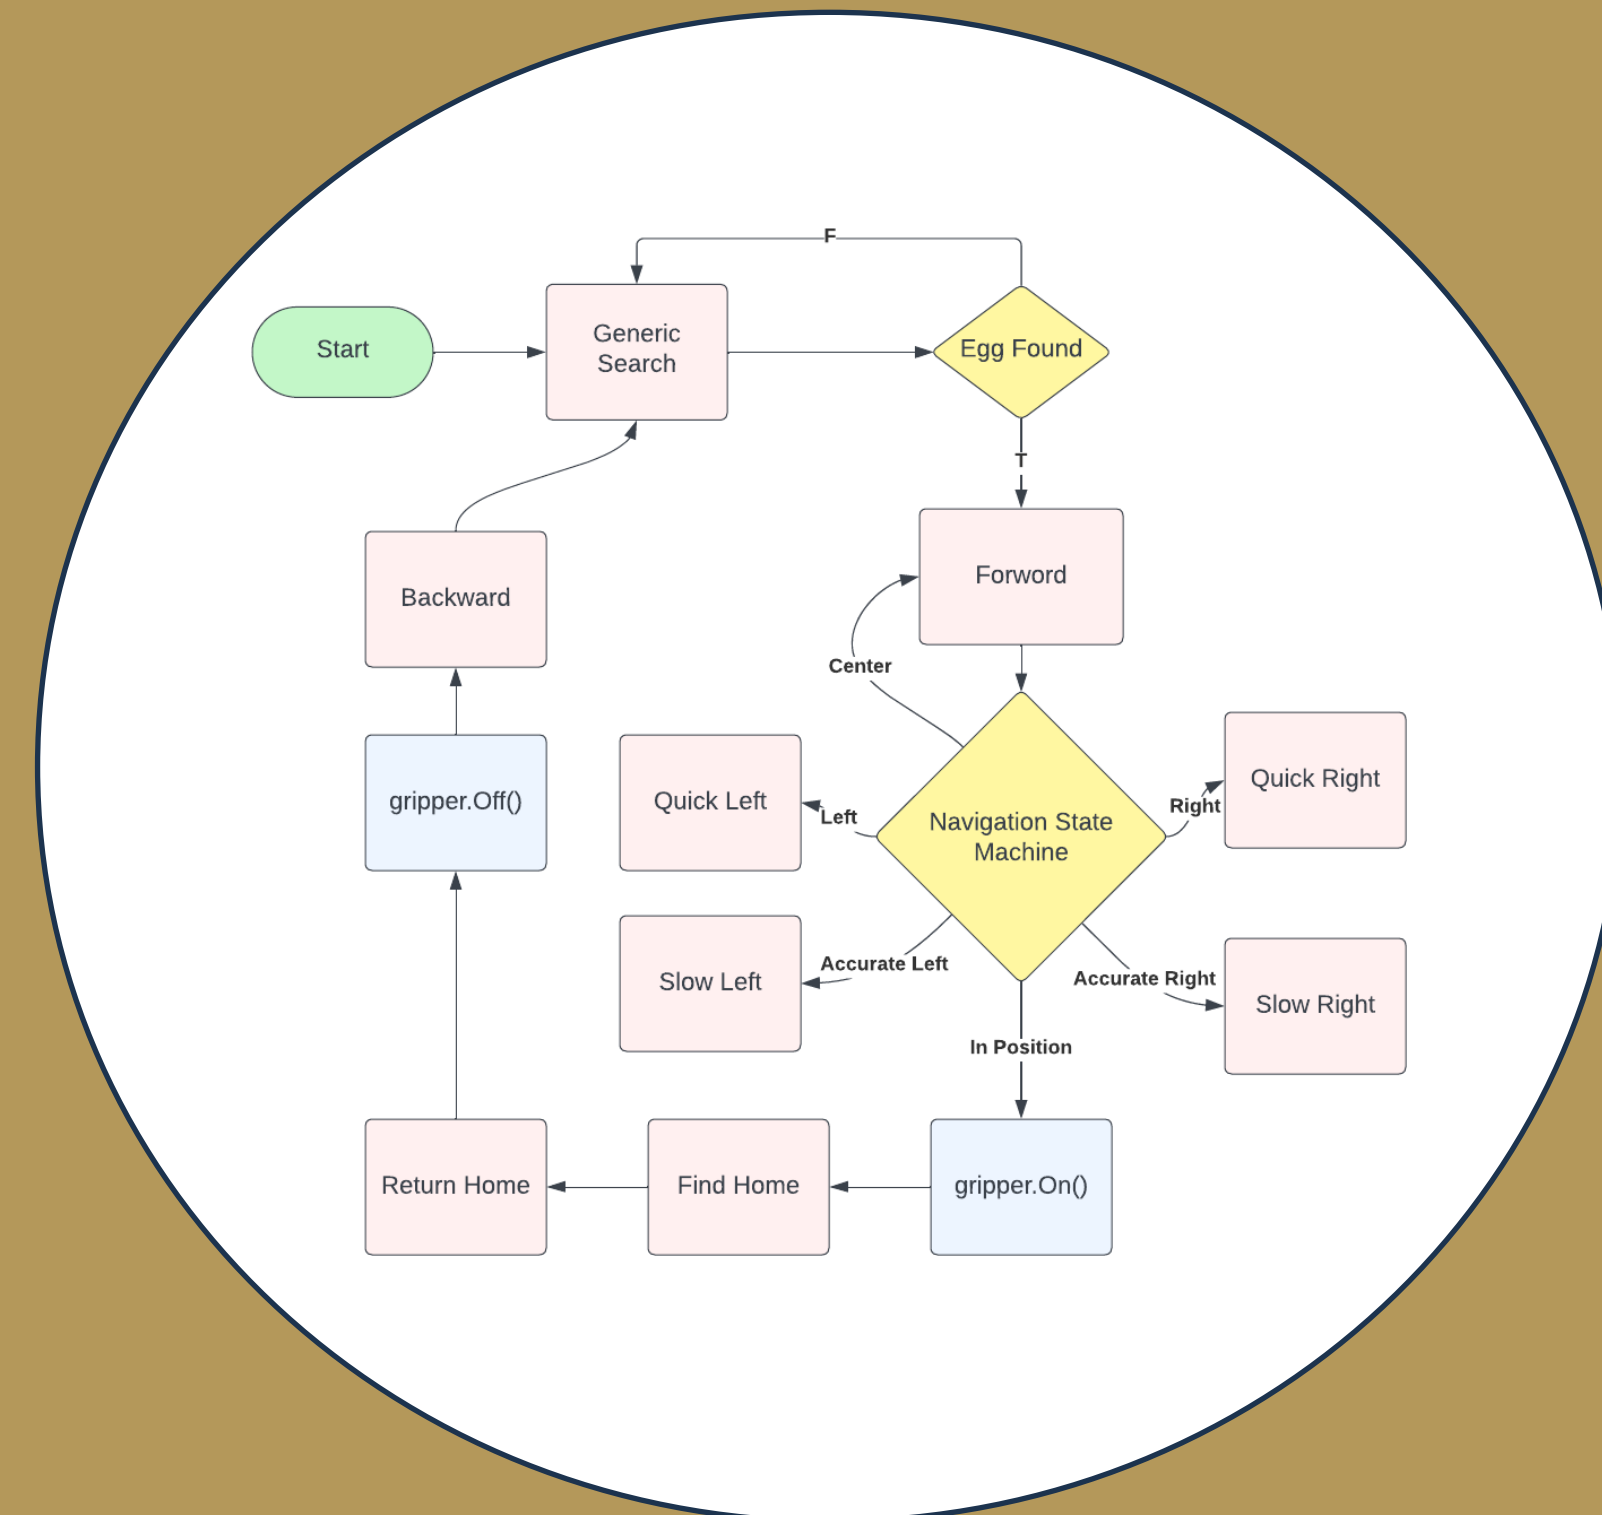 F
Start
Generic
Search
Egg Found
T
Forword
Backward
Center
Quick Left
Left
gripper.Off()
Navigation State
Machine
Right
Quick Right
Slow Left
Accurate Left
Accurate Right
Slow Right
In Position
Return Home
Find Home
gripper.On()